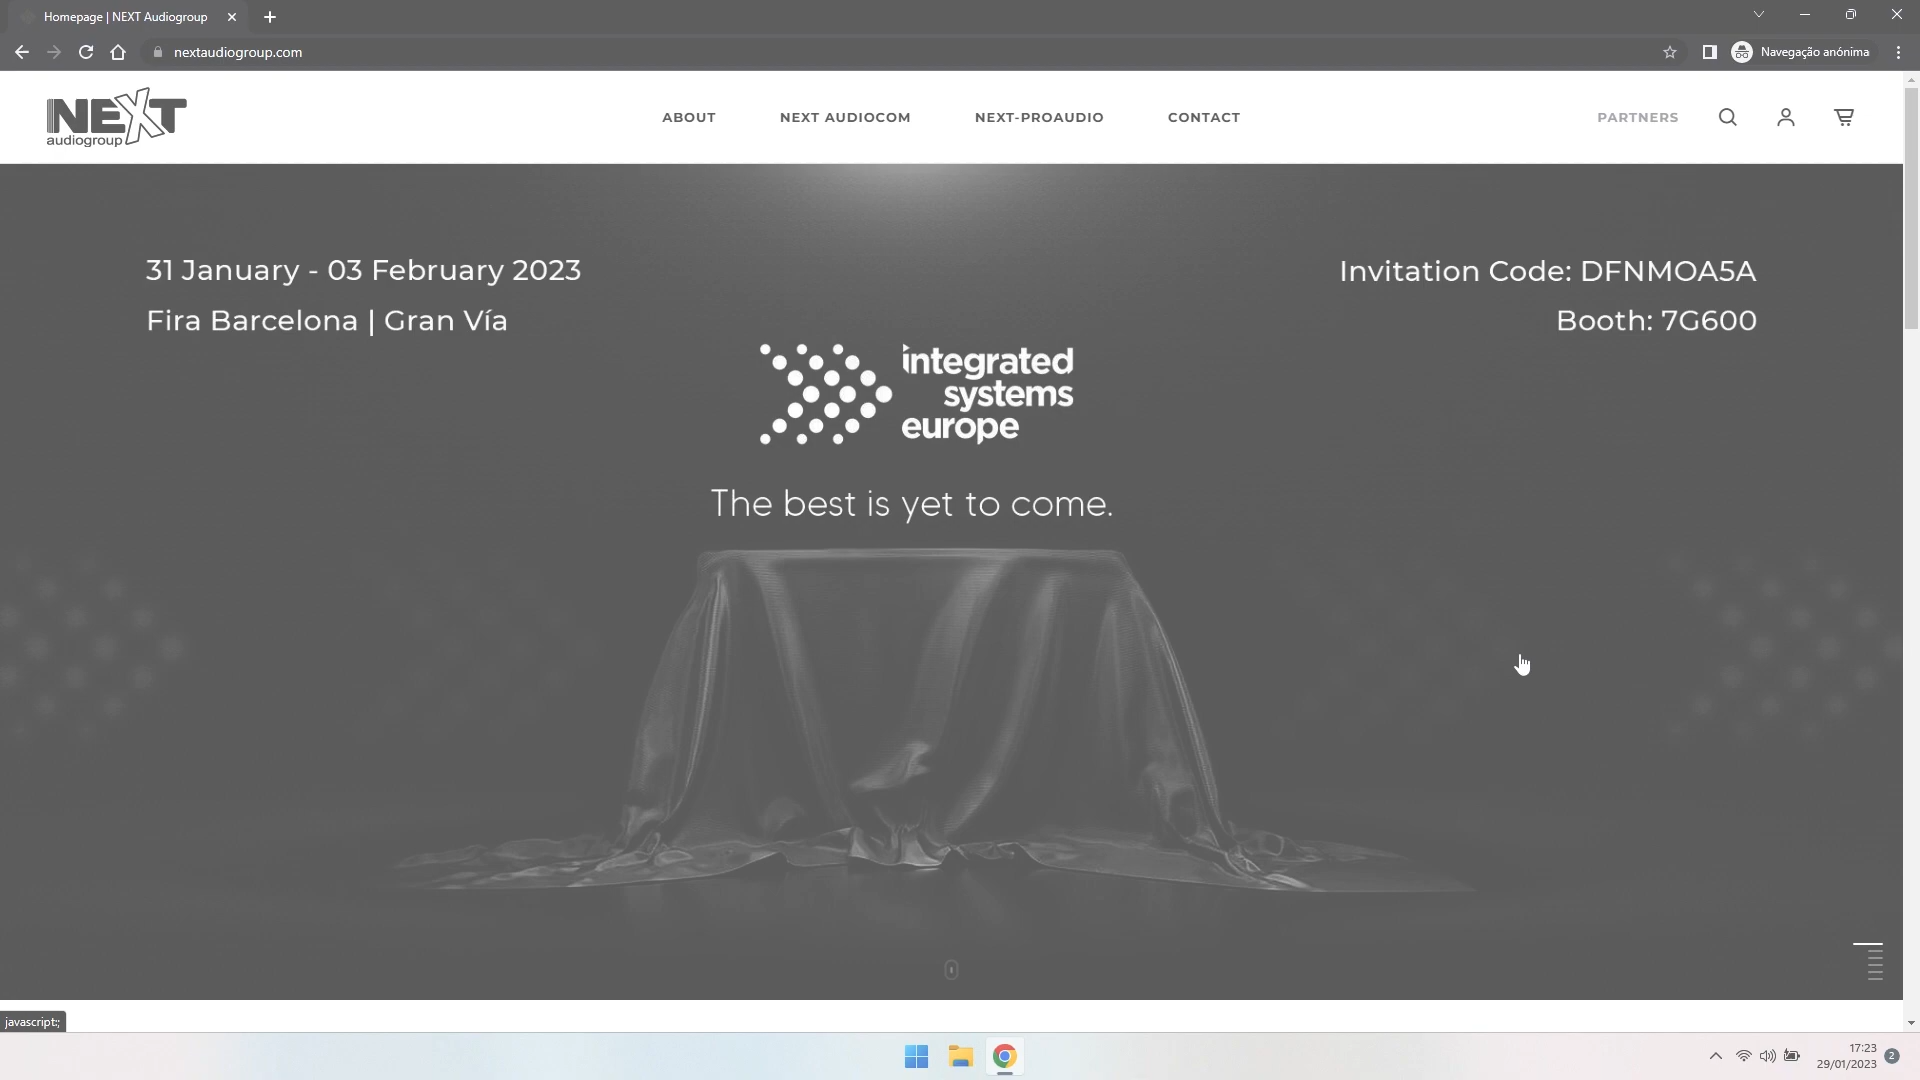 Homepage | NEXT Audiogroup
nextaudiogroup.com
Navegação anónima
NEXT
audiogroup
ABOUT
NEXT AUDIOCOM
NEXT-PROAUDIO
CONTACT
PARTNERS
31 January - 03 February 2023
Fira Barcelona | Gran Vía
Invitation Code: DFNMOA5A
Booth: 7G600
integrated
systems
europe
The best is yet to come.
javascript:;
17:23
29/01/2023
2